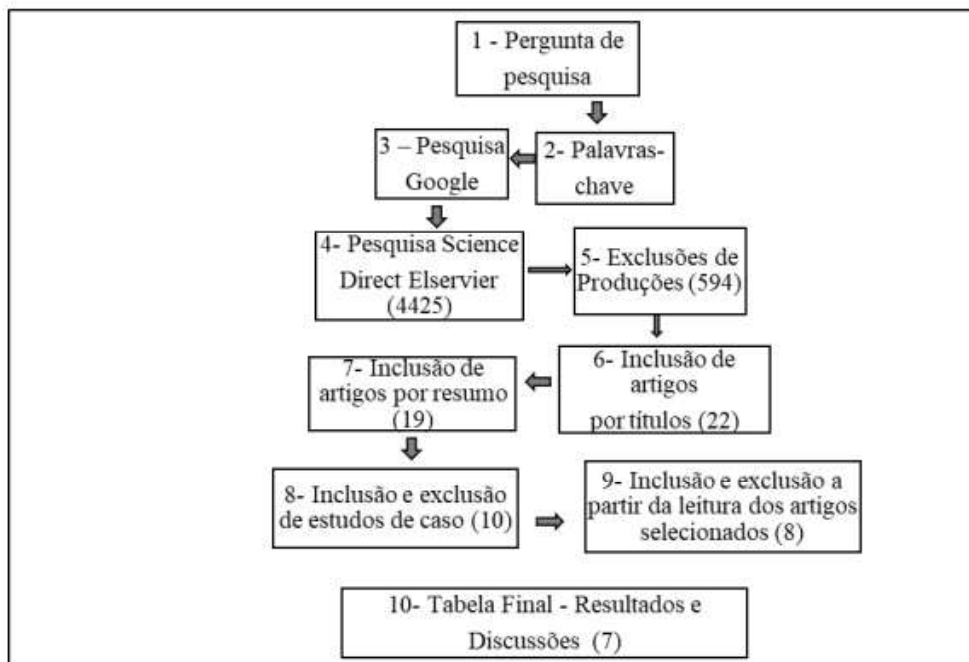 1 - Pergunta de
pesquisa
2- Palavras-
chave
3 – Pesquisa
Google
4- Pesquisa Science
Direct Elservier
(4425)
5- Exclusões de
Produções (594)
6- Inclusão de
artigos
por títulos (22)
7- Inclusão de
artigos por resumo
(19)
8- Inclusão e exclusão
de estudos de caso (10)
9- Inclusão e exclusão a
partir da leitura dos artigos
selecionados (8)
10- Tabela Final - Resultados e
Discussões (7)